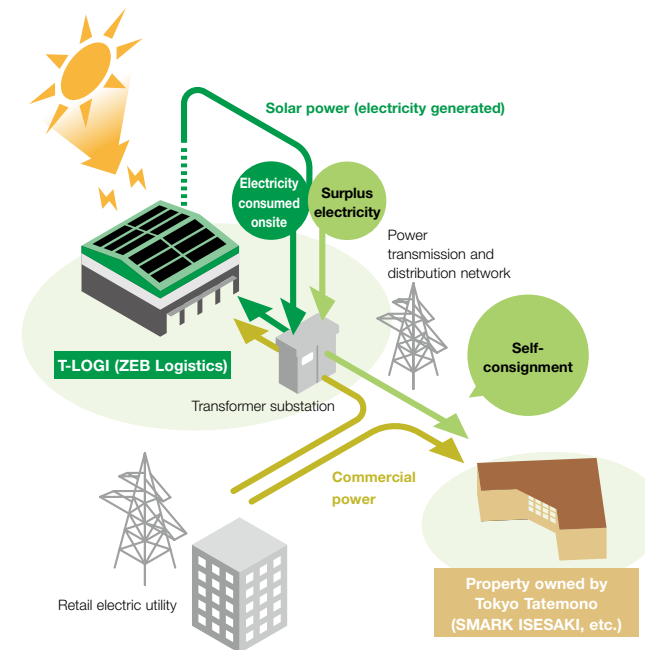 Solar power (electricity generated)
Electricity
consumed
onsite
Surplus
electricity
Power
transmission and
distribution network
Self-
consignment
T-LOGI (ZEB Logistics)
Transformer substation
Commercial
power
Retail electric utility
Property owned by
Tokyo Tatemono
(SMARK ISESAKI, etc.)